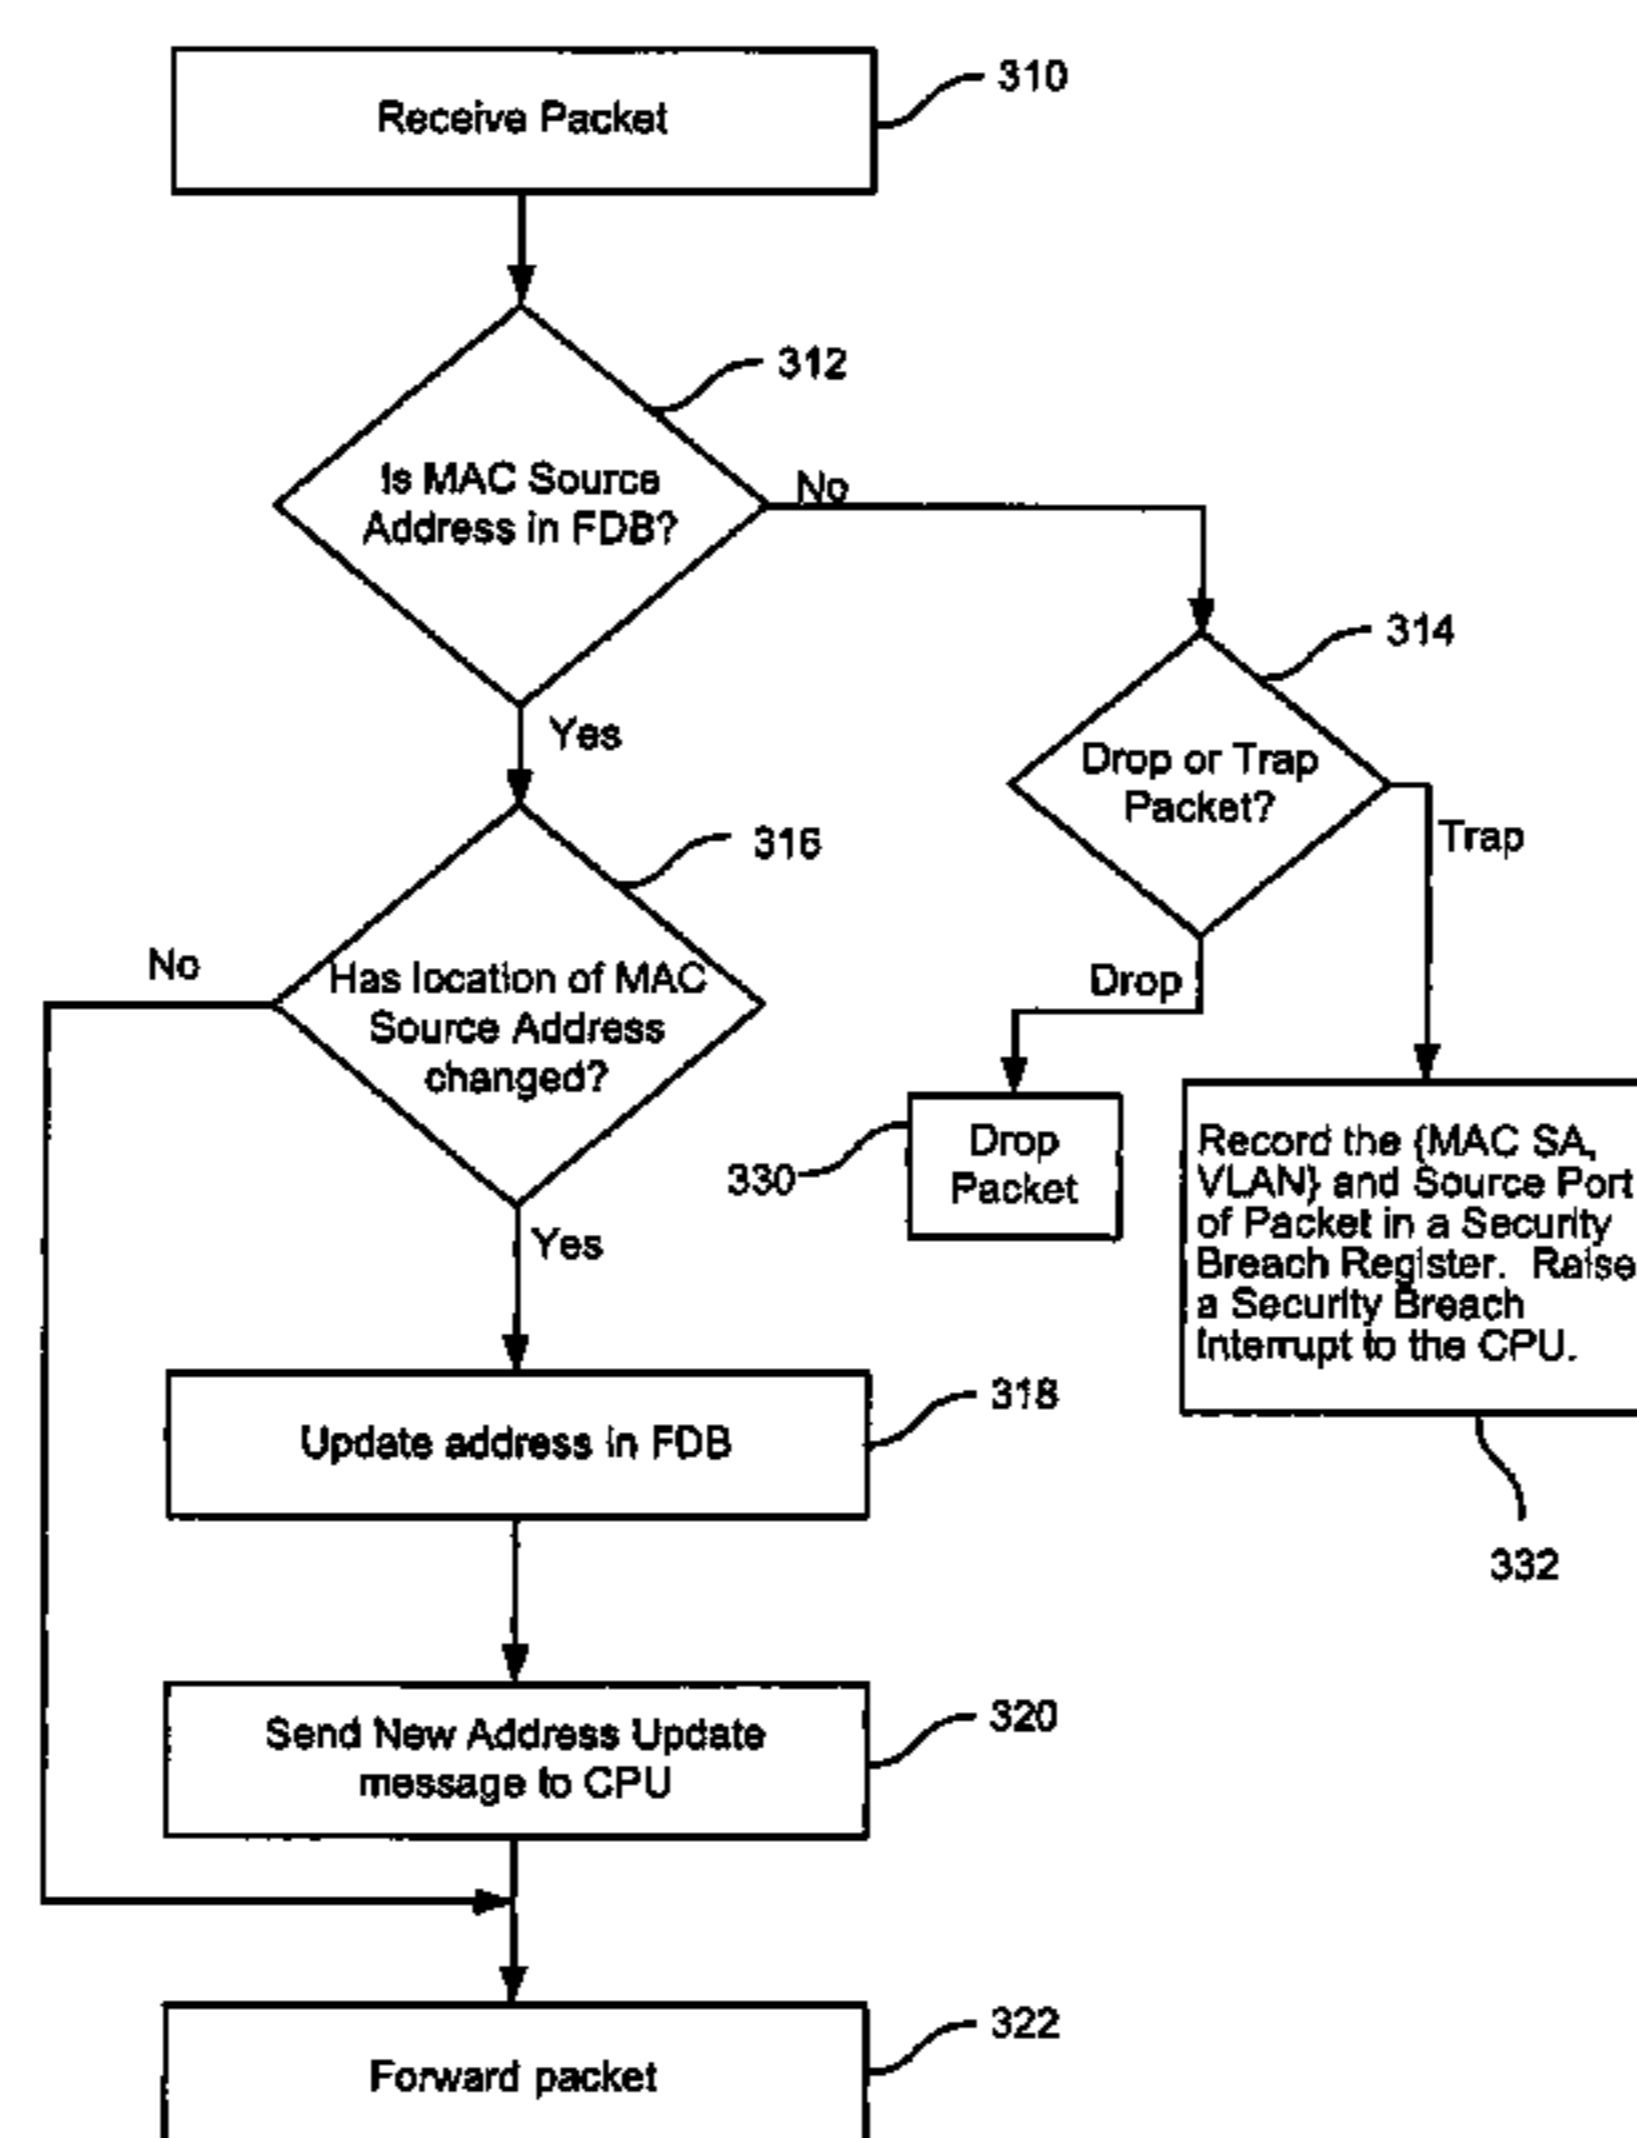 Receive Packet
310
312
Is MAC Source
Address in FDB?
No
Yes
314
Drop or Trap
Packet?
Trap
Drop
316
Has location of MAC
Source Address
changed?
No
Yes
330
Drop
Packet
Record the {MAC SA,
VLAN} and Source Port
of Packet in a Security
Breach Register. Raise
a Security Breach
Interrupt to the CPU.
332
Update address in FDB
318
Send New Address Update
message to CPU
320
Forward packet
322